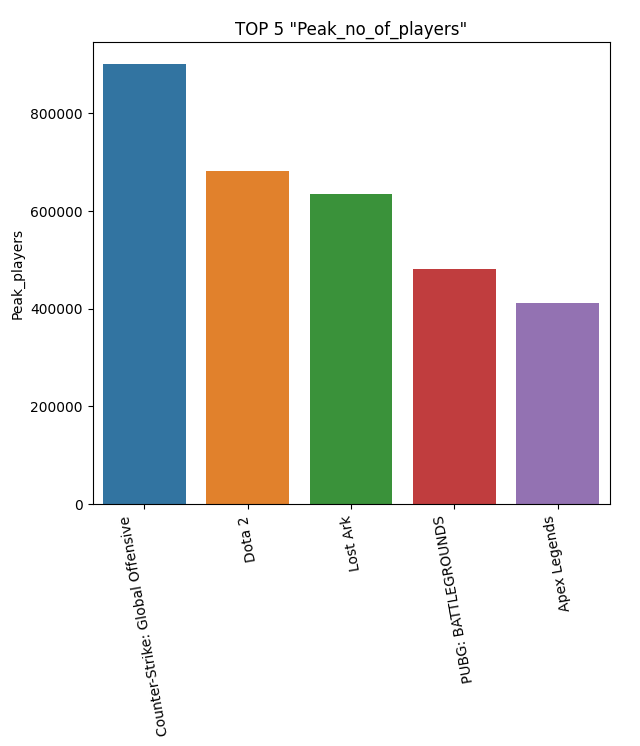 TOP 5 "Peak_no_of_players"
Peak_players
800000
600000
400000
200000
0
Counter-Strike: Global Offensive
Dota 2
Lost Ark
PUBG: BATTLEGROUNDS
Apex Legends